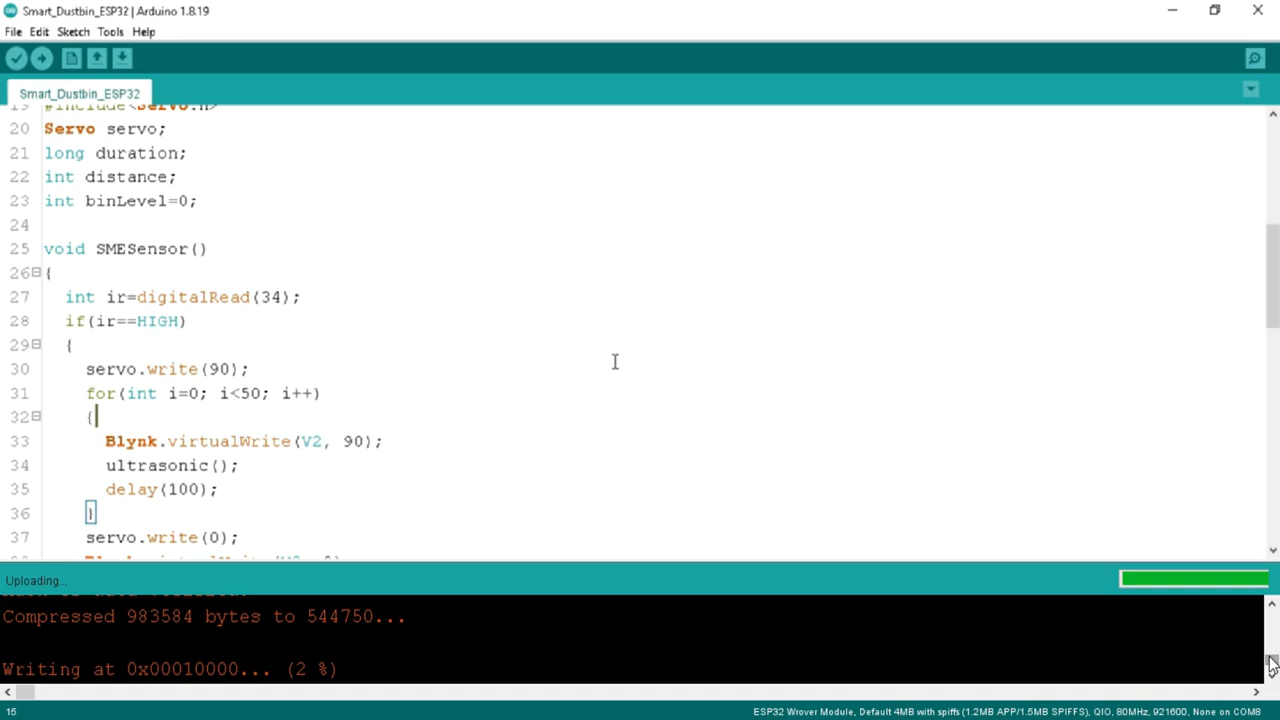 Smart_Dustbin_ESP32 | Arduino 1.8.19
File Edit Sketch Tools Help
Smart_Dustbin_ESP32
19 #include<Servo.h>
20 Servo servo;
21 long duration;
22 int distance;
23 int binLevel=0;
24
25 void SMESensor()
26 {
27 int ir=digitalRead(34);
28 if(ir==HIGH)
29 {
30 servo.write(90);
31 for(int i=0; i<50; i++)
32 {
33 Blynk.virtualWrite(V2, 90);
34 ultrasonic();
35 delay(100);
36 }
37 servo.write(0);
Uploading...
Compressed 983584 bytes to 544750...
Writing at 0x00010000... (2 %)
15 ESP32 Wrover Module, Default 4MB with spiffs (1.2MB APP/1.5MB SPIFFS), QIO, 80MHz, 921600, None on COM8